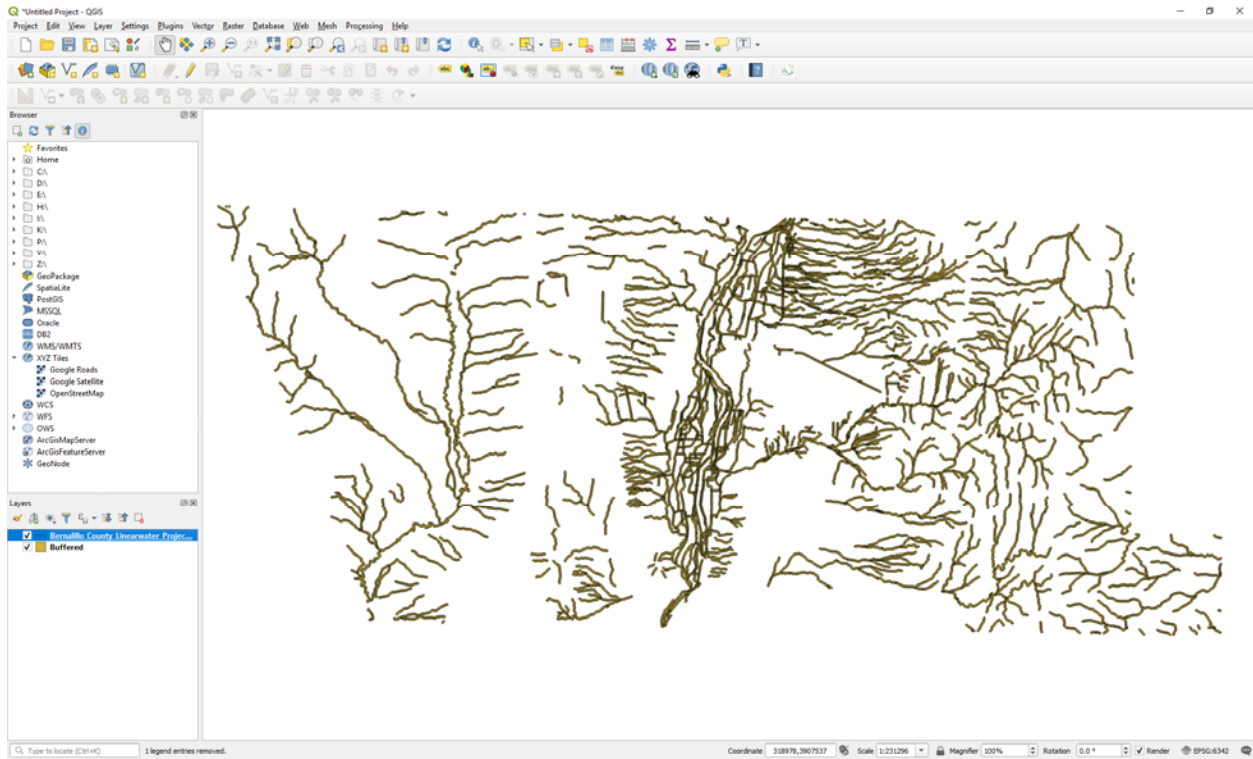 *Untitled Project - QGIS
Project Edit View Layer Settings Plugins Vector Raster Database Web Mesh Processing Help
Browser
Favorites
Home
C:\
D:\
E:\
H:\
I:\
K:\
P:\
Y:\
Z:\
GeoPackage
SpatiaLite
PostGIS
MSSQL
Oracle
DB2
WMS/WMTS
XYZ Tiles
Google Roads
Google Satellite
OpenStreetMap
WCS
WFS
OWS
ArcGisMapServer
ArcGisFeatureServer
GeoNode
Layers
Bernalillo_County_Linearwater_Projec...
Buffered
Type to locate (Ctrl+K) 1 legend entries removed. Coordinate 318978,3907537 Scale 1:231296 Magnifier 100% Rotation 0.0 ° Render EPSG:6342